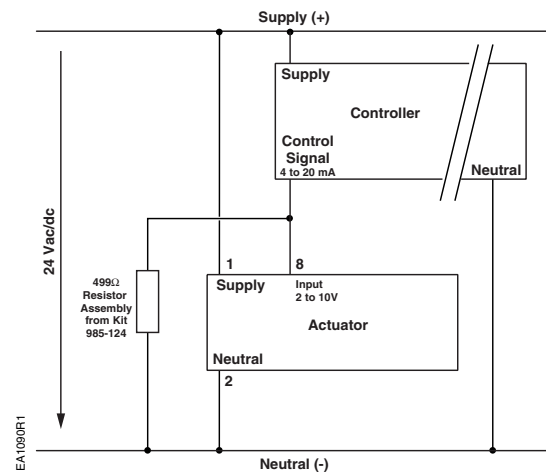 Supply (+)
Supply
Controller
Control
Signal
4 to 20 mA
Neutral
24 Vac/dc
499Ω
Resistor
Assembly
from Kit
985-124
1
8
Supply
Input
2 to 10V
Actuator
Neutral
2
EA1090R1
Neutral (-)